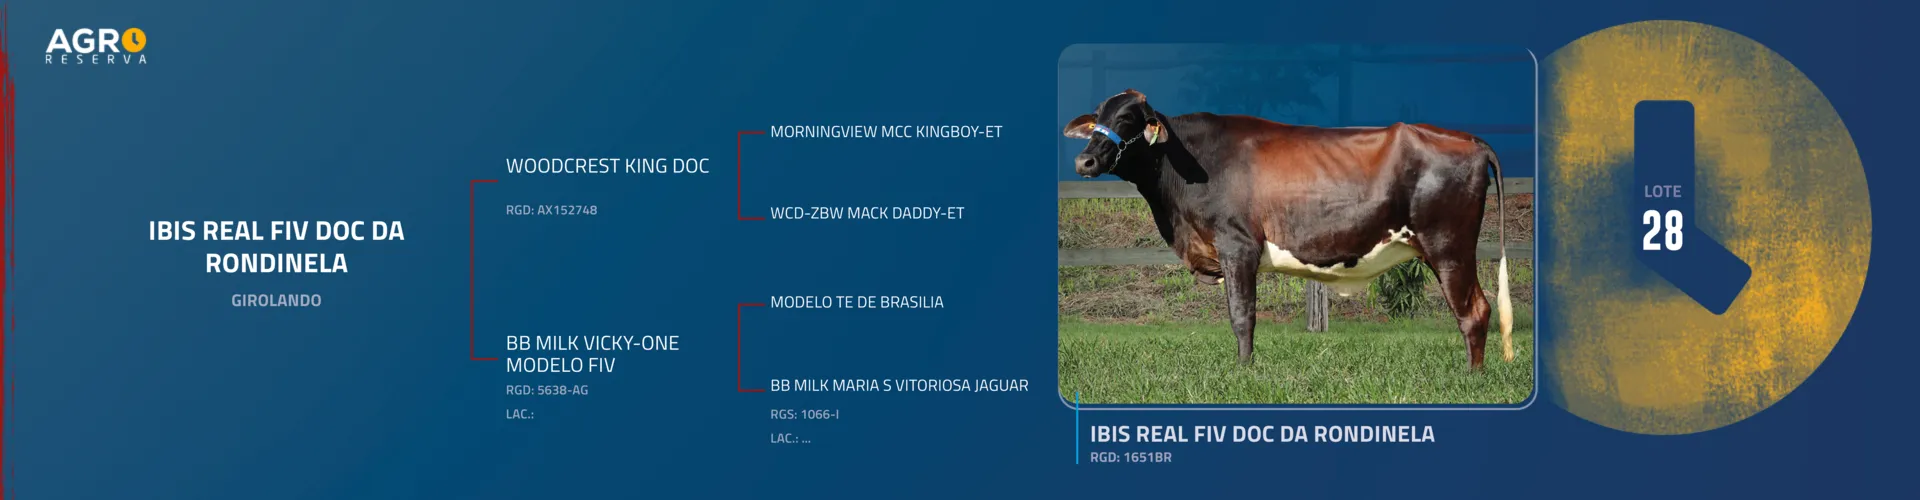 AGRO
RESERVA
IBIS REAL FIV DOC DA
RONDINELA
GIROLANDO
WOODCREST KING DOC
RGD: AX152748
BB MILK VICKY-ONE
MODELO FIV
RGD: 5638-AG
LAC.:
MORNINGVIEW MCC KINGBOY-ET
WCD-ZBW MACK DADDY-ET
MODELO TE DE BRASILIA
BB MILK MARIA S VITORIOSA JAGUAR
RGS: 1066-I
LAC.: ...
IBIS REAL FIV DOC DA RONDINELA
RGD: 1651BR
LOTE
28